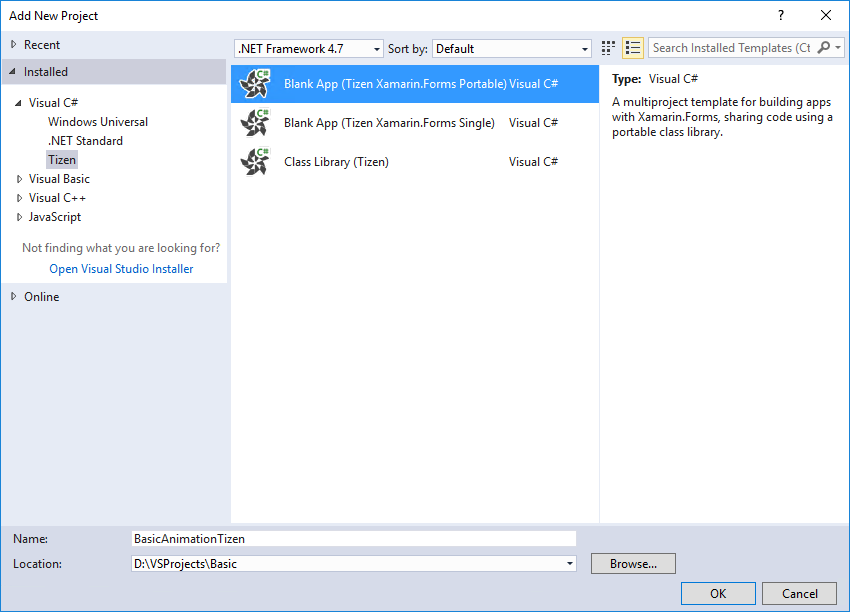 Add New Project
?
Recent
Installed
Visual C#
Windows Universal
.NET Standard
Tizen
Visual Basic
Visual C++
JavaScript
Not finding what you are looking for?
Open Visual Studio Installer
Online
.NET Framework 4.7 Sort by: Default
Search Installed Templates (Ct
C# Blank App (Tizen Xamarin.Forms Portable) Visual C#
C# Blank App (Tizen Xamarin.Forms Single) Visual C#
C# Class Library (Tizen) Visual C#
Type: Visual C#
A multiproject template for building apps
with Xamarin.Forms, sharing code using a
portable class library.
Name: BasicAnimationTizen
Location: D:\VSProjects\Basic Browse...
OK Cancel